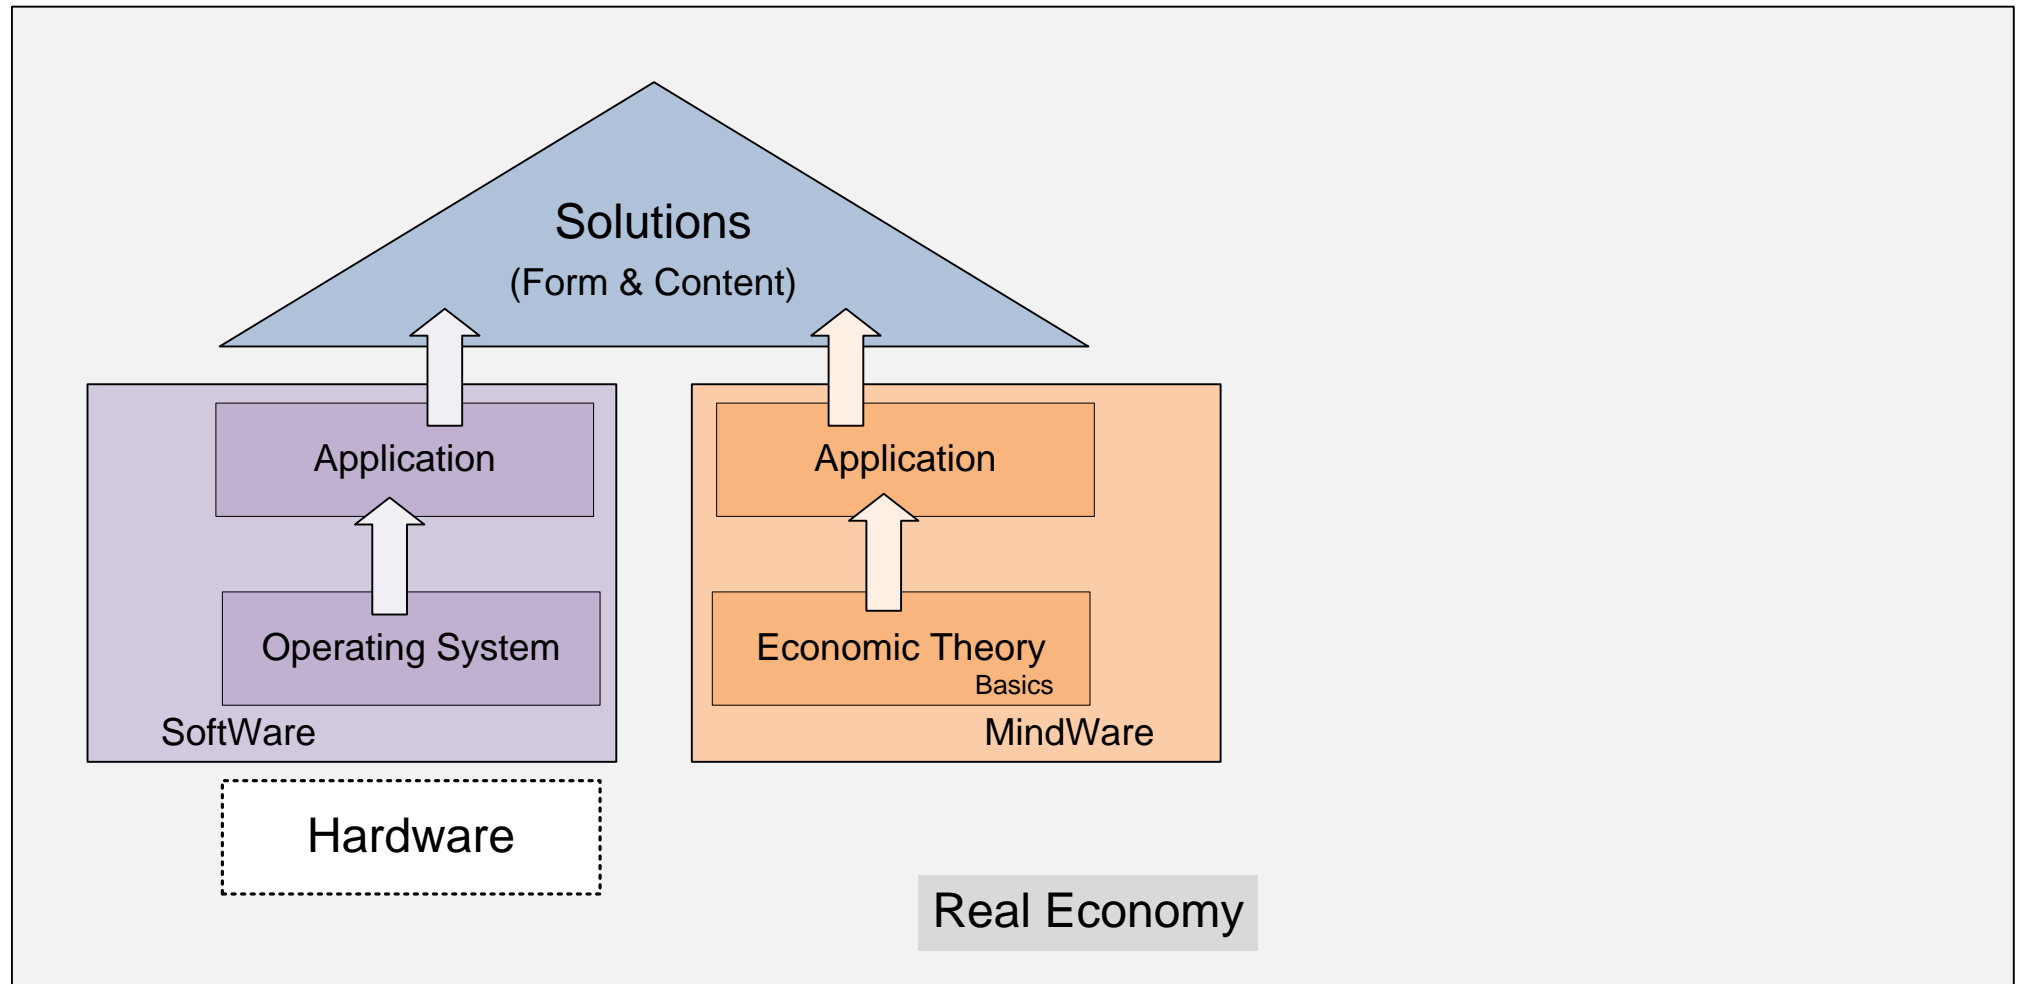 Solutions
(Form & Content)
Application
Application
Operating System
Economic Theory
Basics
SoftWare
MindWare
Hardware
Real Economy